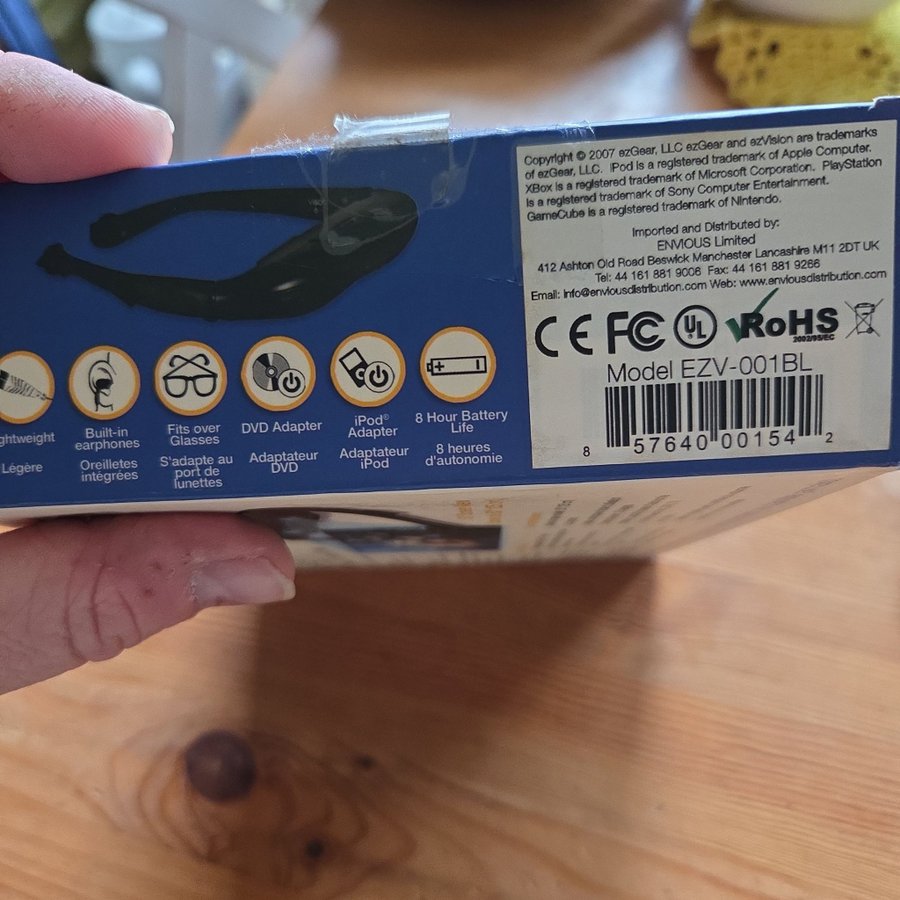 Copyright © 2007 ezGear, LLC ezGear and ezVision are trademarks
of ezGear, LLC. iPod is a registered trademark of Apple Computer.
XBox is a registered trademark of Microsoft Corporation. PlayStation
is a registered trademark of Sony Computer Entertainment.
GameCube is a registered trademark of Nintendo.
Imported and Distributed by:
ENVIOUS Limited
412 Ashton Old Road Beswick Manchester Lancashire M11 2DT UK
Tel: 44 161 881 9006 Fax: 44 161 881 9266
Email: info@enviousdistribution.com Web: www.enviousdistribution.com
CE FC UL RoHS
2002/95/EC
Model EZV-001BL
8 57640 00154 2
ghtweight
Légère
Built-in
earphones
Oreilletes
intégrées
Fits over
Glasses
S'adapte au
port de
lunettes
DVD Adapter
Adaptateur
DVD
iPod®
Adapter
Adaptateur
iPod
8 Hour Battery
Life
8 heures
d'autonomie